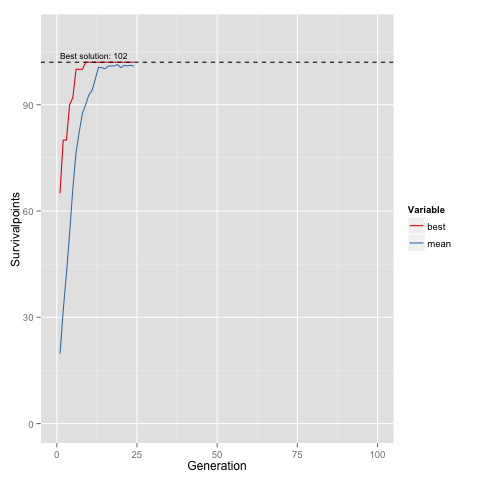 Best solution: 102
90
60
30
0
Survivalpoints
0 25 50 75 100
Generation
Variable
best
mean